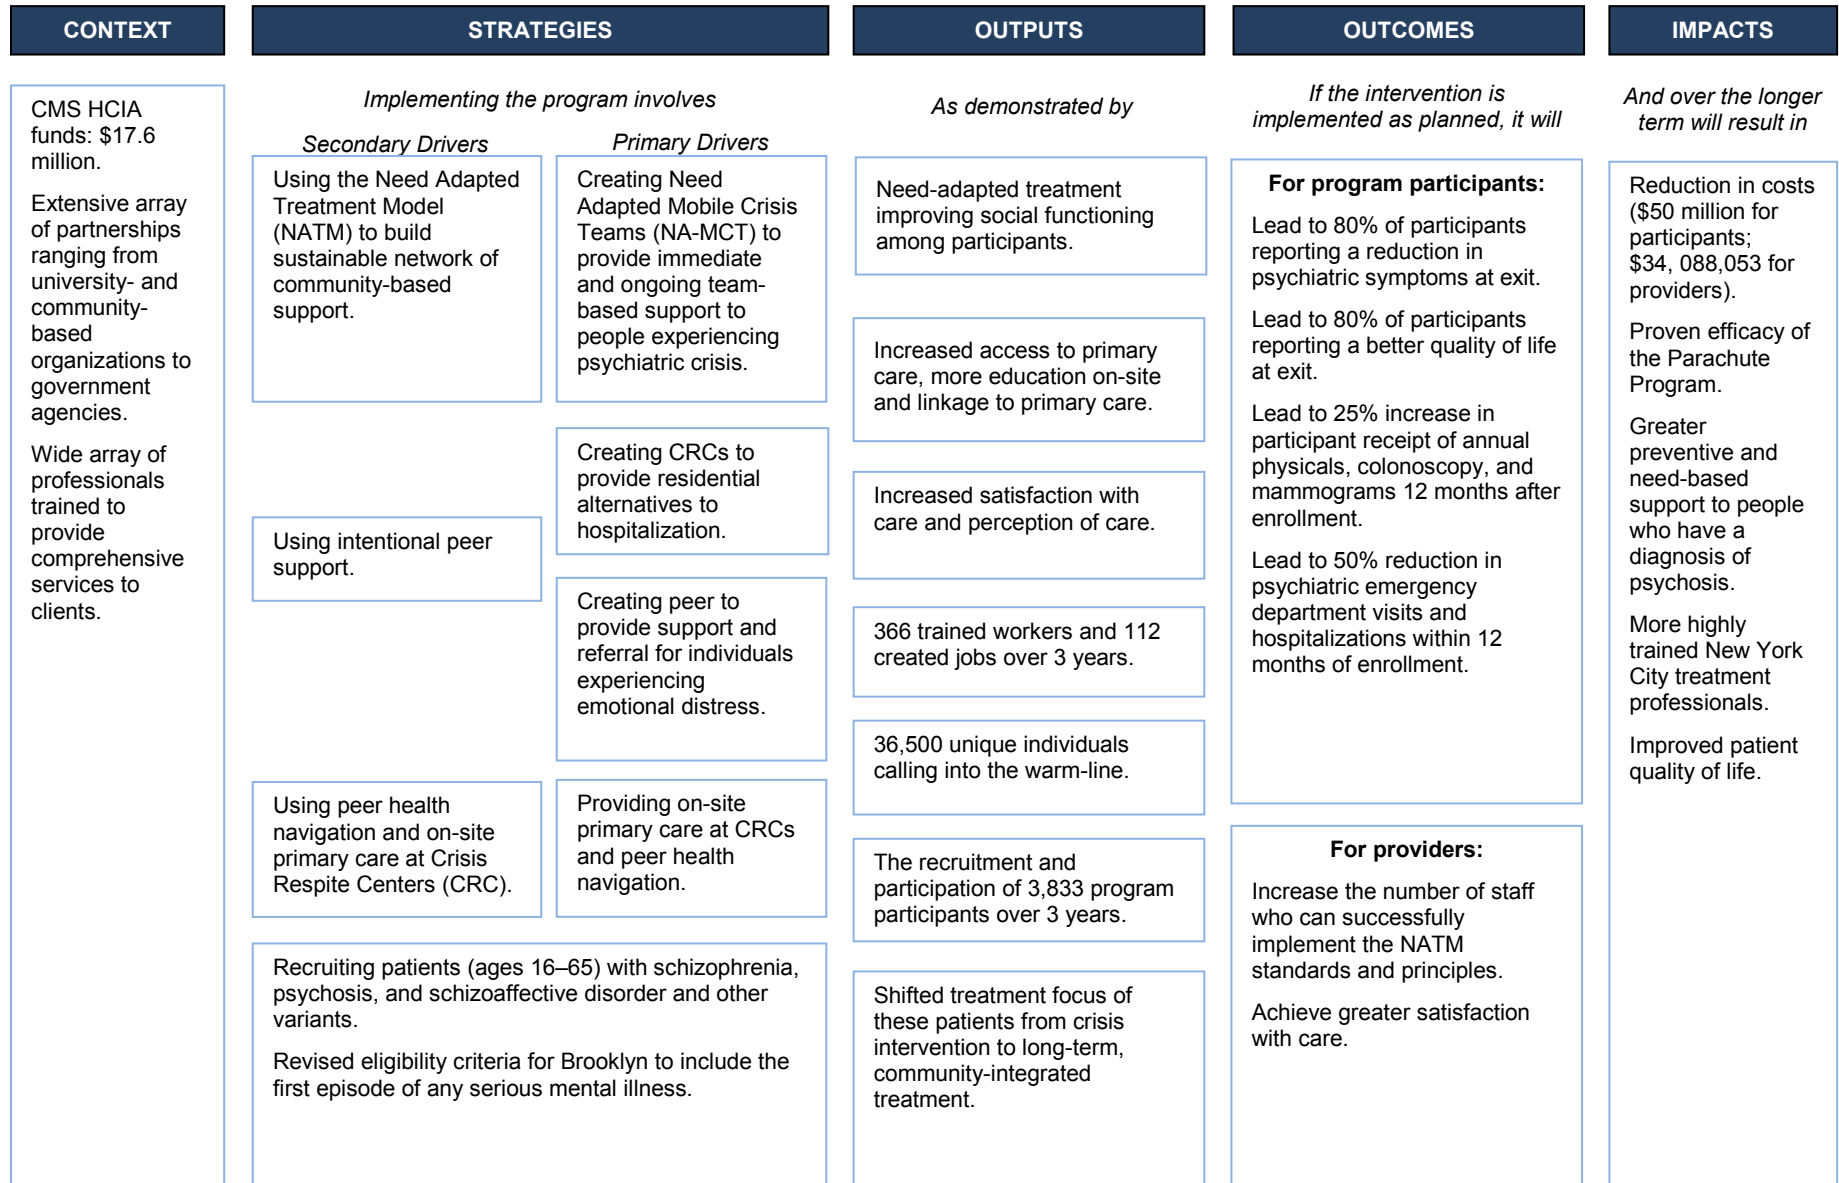 CONTEXT
CMS HCIA
funds: $17.6
million.
Extensive array
of partnerships
ranging from
university- and
community-
based
organizations to
government
agencies.
Wide array of
professionals
trained to
provide
comprehensive
services to
clients.
STRATEGIES
Implementing the program involves
Secondary Drivers
Using the Need Adapted
Treatment Model
(NATM) to build
sustainable network of
community-based
support.
Using intentional peer
support.
Using peer health
navigation and on-site
primary care at Crisis
Respite Centers (CRC).
Primary Drivers
Creating Need
Adapted Mobile Crisis
Teams (NA-MCT) to
provide immediate
and ongoing team-
based support to
people experiencing
psychiatric crisis.
Creating CRCs to
provide residential
alternatives to
hospitalization.
Creating peer to
provide support and
referral for individuals
experiencing
emotional distress.
Providing on-site
primary care at CRCs
and peer health
navigation.
Recruiting patients (ages 16–65) with schizophrenia,
psychosis, and schizoaffective disorder and other
variants.
Revised eligibility criteria for Brooklyn to include the
first episode of any serious mental illness.
OUTPUTS
As demonstrated by
Need-adapted treatment
improving social functioning
among participants.
Increased access to primary
care, more education on-site
and linkage to primary care.
Increased satisfaction with
care and perception of care.
366 trained workers and 112
created jobs over 3 years.
36,500 unique individuals
calling into the warm-line.
The recruitment and
participation of 3,833 program
participants over 3 years.
Shifted treatment focus of
these patients from crisis
intervention to long-term,
community-integrated
treatment.
OUTCOMES
If the intervention is
implemented as planned, it will
For program participants:
Lead to 80% of participants
reporting a reduction in
psychiatric symptoms at exit.
Lead to 80% of participants
reporting a better quality of life
at exit.
Lead to 25% increase in
participant receipt of annual
physicals, colonoscopy, and
mammograms 12 months after
enrollment.
Lead to 50% reduction in
psychiatric emergency
department visits and
hospitalizations within 12
months of enrollment.
For providers:
Increase the number of staff
who can successfully
implement the NATM
standards and principles.
Achieve greater satisfaction
with care.
IMPACTS
And over the longer
term will result in
Reduction in costs
($50 million for
participants;
$34, 088,053 for
providers).
Proven efficacy of
the Parachute
Program.
Greater
preventive and
need-based
support to people
who have a
diagnosis of
psychosis.
More highly
trained New York
City treatment
professionals.
Improved patient
quality of life.